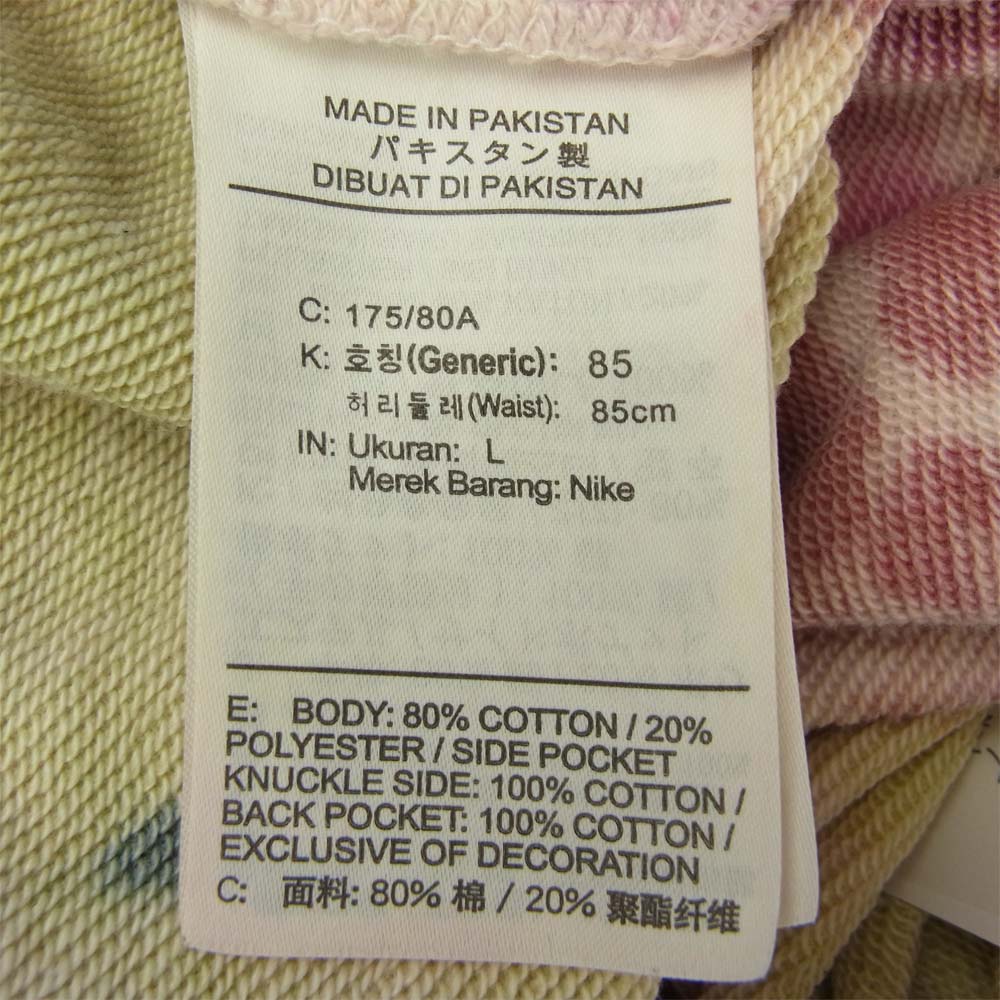 MADE IN PAKISTAN
パキスタン製
DIBUAT DI PAKISTAN
C: 175/80A
K: 호칭(Generic): 85
허리둘레(Waist): 85cm
IN: Ukuran: L
Merek Barang: Nike
E: BODY: 80% COTTON / 20%
POLYESTER / SIDE POCKET
KNUCKLE SIDE: 100% COTTON /
BACK POCKET: 100% COTTON /
EXCLUSIVE OF DECORATION
C: 面料: 80% 棉 / 20% 聚酯纤维